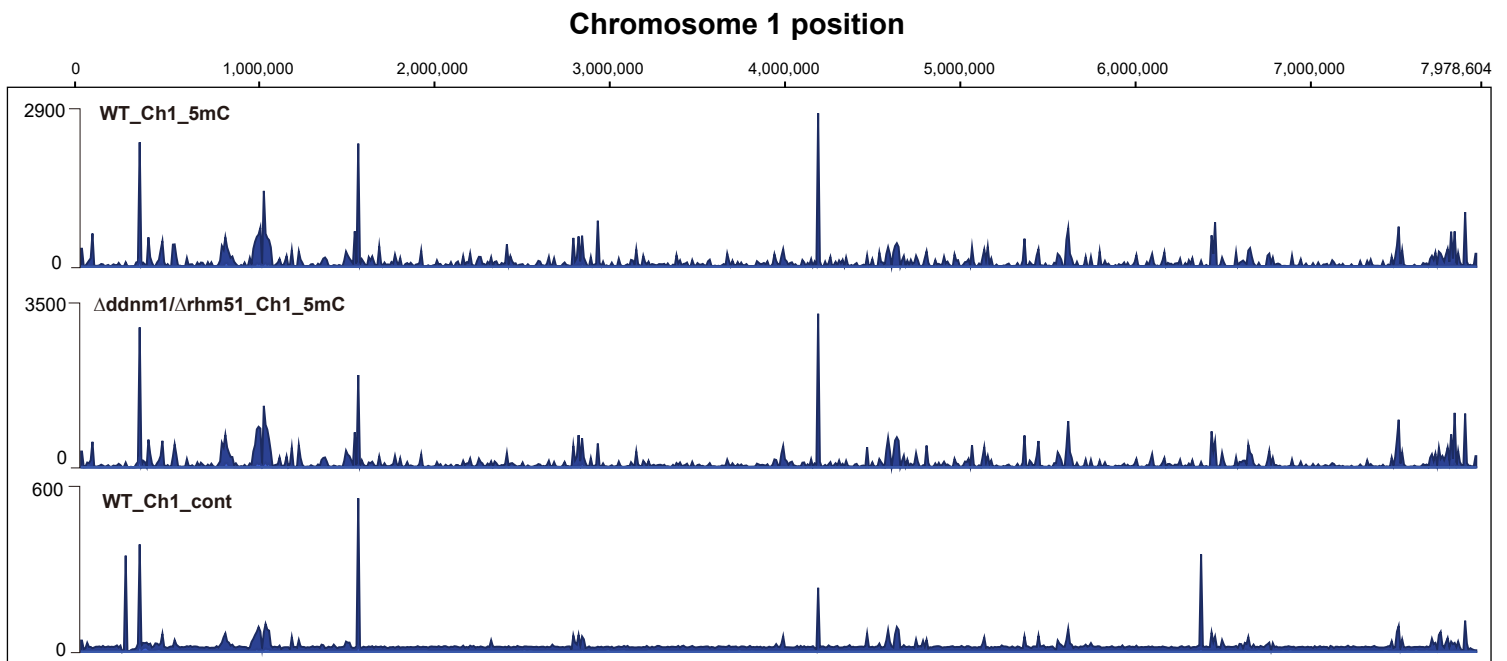 Chromosome 1 position
0 1,000,000 2,000,000 3,000,000 4,000,000 5,000,000 6,000,000 7,000,000 7,978,604
2900 WT_Ch1_5mC
0
3500 Δddnm1/Δrhm51_Ch1_5mC
0
600 WT_Ch1_cont
0